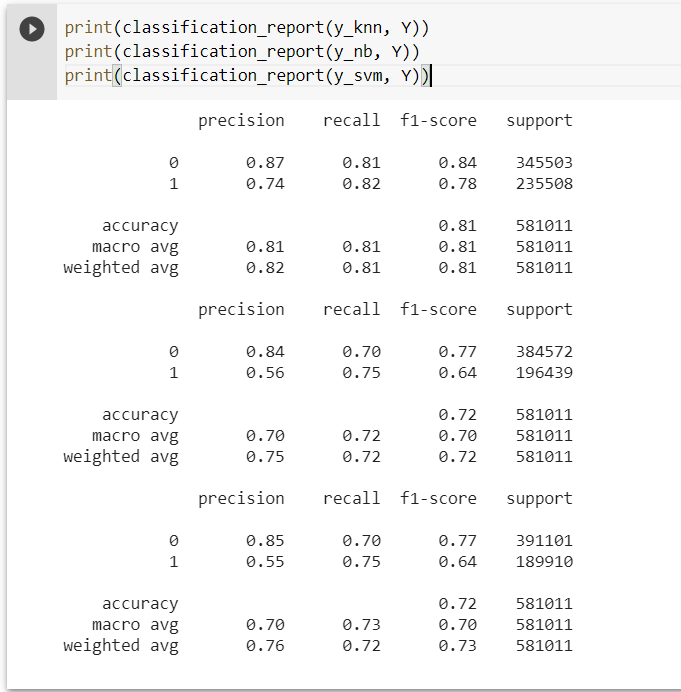 print(classification_report(y_knn, Y))
print(classification_report(y_nb, Y))
print(classification_report(y_svm, Y))
precision recall f1-score support
0 0.87 0.81 0.84 345503
1 0.74 0.82 0.78 235508
accuracy 0.81 581011
macro avg 0.81 0.81 0.81 581011
weighted avg 0.82 0.81 0.81 581011
precision recall f1-score support
0 0.84 0.70 0.77 384572
1 0.56 0.75 0.64 196439
accuracy 0.72 581011
macro avg 0.70 0.72 0.70 581011
weighted avg 0.75 0.72 0.72 581011
precision recall f1-score support
0 0.85 0.70 0.77 391101
1 0.55 0.75 0.64 189910
accuracy 0.72 581011
macro avg 0.70 0.73 0.70 581011
weighted avg 0.76 0.72 0.73 581011